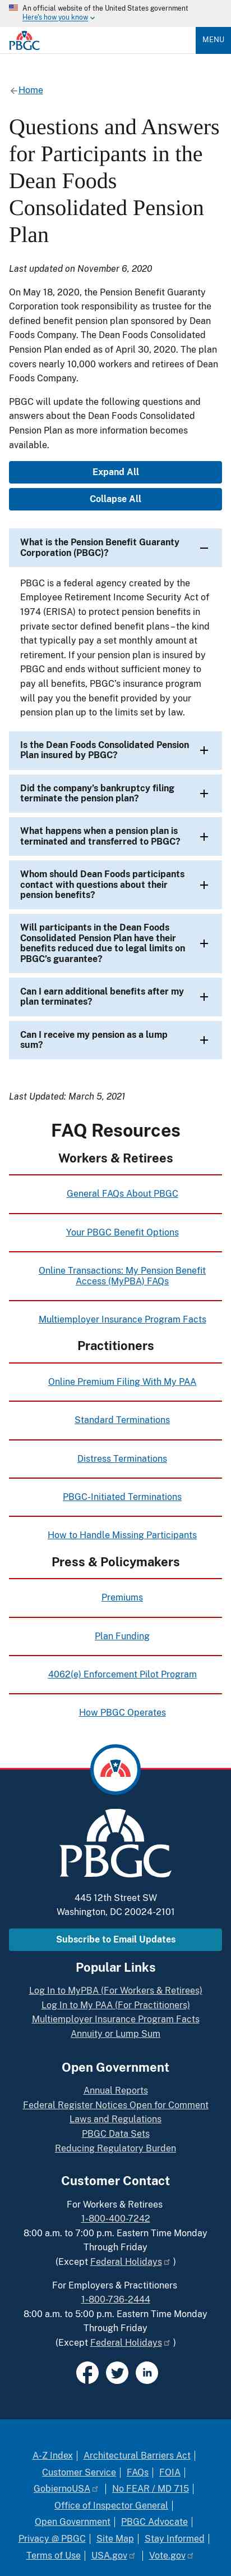 An official website of the United States government
Here's how you know
PBGC
MENU
Home
Questions and Answers
for Participants in the
Dean Foods
Consolidated Pension
Plan
Last updated on November 6, 2020
On May 18, 2020, the Pension Benefit Guaranty
Corporation took responsibility as trustee for the
defined benefit pension plan sponsored by Dean
Foods Company. The Dean Foods Consolidated
Pension Plan ended as of April 30, 2020. The plan
covers nearly 10,000 workers and retirees of Dean
Foods Company.
PBGC will update the following questions and
answers about the Dean Foods Consolidated
Pension Plan as more information becomes
available.
Expand All
Collapse All
What is the Pension Benefit Guaranty
Corporation (PBGC)?
PBGC is a federal agency created by the
Employee Retirement Income Security Act of
1974 (ERISA) to protect pension benefits in
private sector defined benefit plans – the kind
that typically pay a set monthly amount at
retirement. If your pension plan is insured by
PBGC and ends without sufficient money to
pay all benefits, PBGC's insurance program
will pay you the benefit provided by your
pension plan up to the limits set by law.
Is the Dean Foods Consolidated Pension
Plan insured by PBGC?
Did the company's bankruptcy filing
terminate the pension plan?
What happens when a pension plan is
terminated and transferred to PBGC?
Whom should Dean Foods participants
contact with questions about their
pension benefits?
Will participants in the Dean Foods
Consolidated Pension Plan have their
benefits reduced due to legal limits on
PBGC's guarantee?
Can I earn additional benefits after my
plan terminates?
Can I receive my pension as a lump
sum?
Last Updated: March 5, 2021
FAQ Resources
Workers & Retirees
General FAQs About PBGC
Your PBGC Benefit Options
Online Transactions: My Pension Benefit
Access (MyPBA) FAQs
Multiemployer Insurance Program Facts
Practitioners
Online Premium Filing With My PAA
Standard Terminations
Distress Terminations
PBGC-Initiated Terminations
How to Handle Missing Participants
Press & Policymakers
Premiums
Plan Funding
4062(e) Enforcement Pilot Program
How PBGC Operates
PBGC
445 12th Street SW
Washington, DC 20024-2101
Subscribe to Email Updates
Popular Links
Log In to MyPBA (For Workers & Retirees)
Log In to My PAA (For Practitioners)
Multiemployer Insurance Program Facts
Annuity or Lump Sum
Open Government
Annual Reports
Federal Register Notices Open for Comment
Laws and Regulations
PBGC Data Sets
Reducing Regulatory Burden
Customer Contact
For Workers & Retirees
1-800-400-7242
8:00 a.m. to 7:00 p.m. Eastern Time Monday
Through Friday
(Except Federal Holidays )
For Employers & Practitioners
1-800-736-2444
8:00 a.m. to 5:00 p.m. Eastern Time Monday
Through Friday
(Except Federal Holidays )
A-Z Index | Architectural Barriers Act |
Customer Service | FAQs | FOIA |
GobiernoUSA | No FEAR / MD 715 |
Office of Inspector General |
Open Government | PBGC Advocate |
Privacy @ PBGC | Site Map | Stay Informed |
Terms of Use | USA.gov | Vote.gov